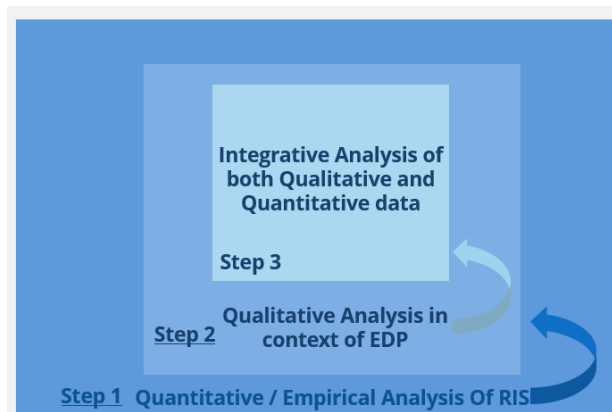 Integrative Analysis of
both Qualitative and
Quantitative data
Step 3
Qualitative Analysis in
context of EDP
Step 2
Step 1 Quantitative / Empirical Analysis Of RIS